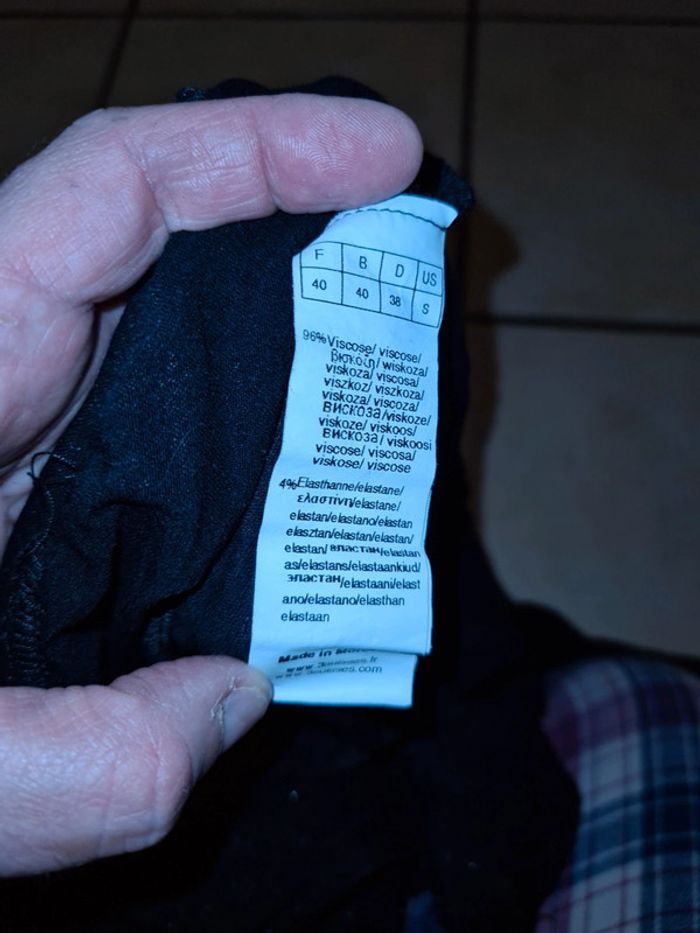 F B D US
40 40 38 S
96%Viscose/ viscose/
βισκόζη/ wiskoza/
viskoza/ viscosa/
viszkoz/ viszkoza/
viskoza/ viscoza/
ВИСКОЗА/viskoze/
viskoze/ viskoos/
ВИСКОЗа/ viskoosi
viscose/ viscosa/
viskose/ viscose
4%Elasthanne/elastane/
ελαστίνη/elastane/
elastan/elastano/elastan
elasztan/elastan/elastan/
elastan/ эластан/elastan
as/elastans/elastaankiud/
эластан/elastaani/elast
ano/elastano/elasthan
elastaan
Made in